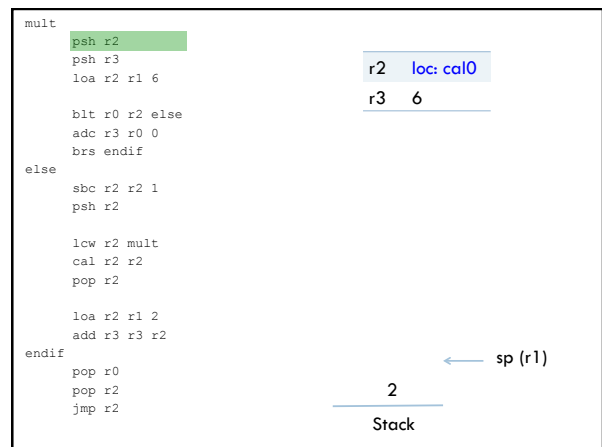 mult
psh r2
psh r3
loa r2 r1 6
blt r0 r2 else
adc r3 r0 0
brs endif
else
sbc r2 r2 1
psh r2
lcw r2 mult
cal r2 r2
pop r2
loa r2 r1 2
add r3 r3 r2
endif
pop r0
pop r2
jmp r2
r2 loc: cal0
r3 6
sp (r1)
2
Stack